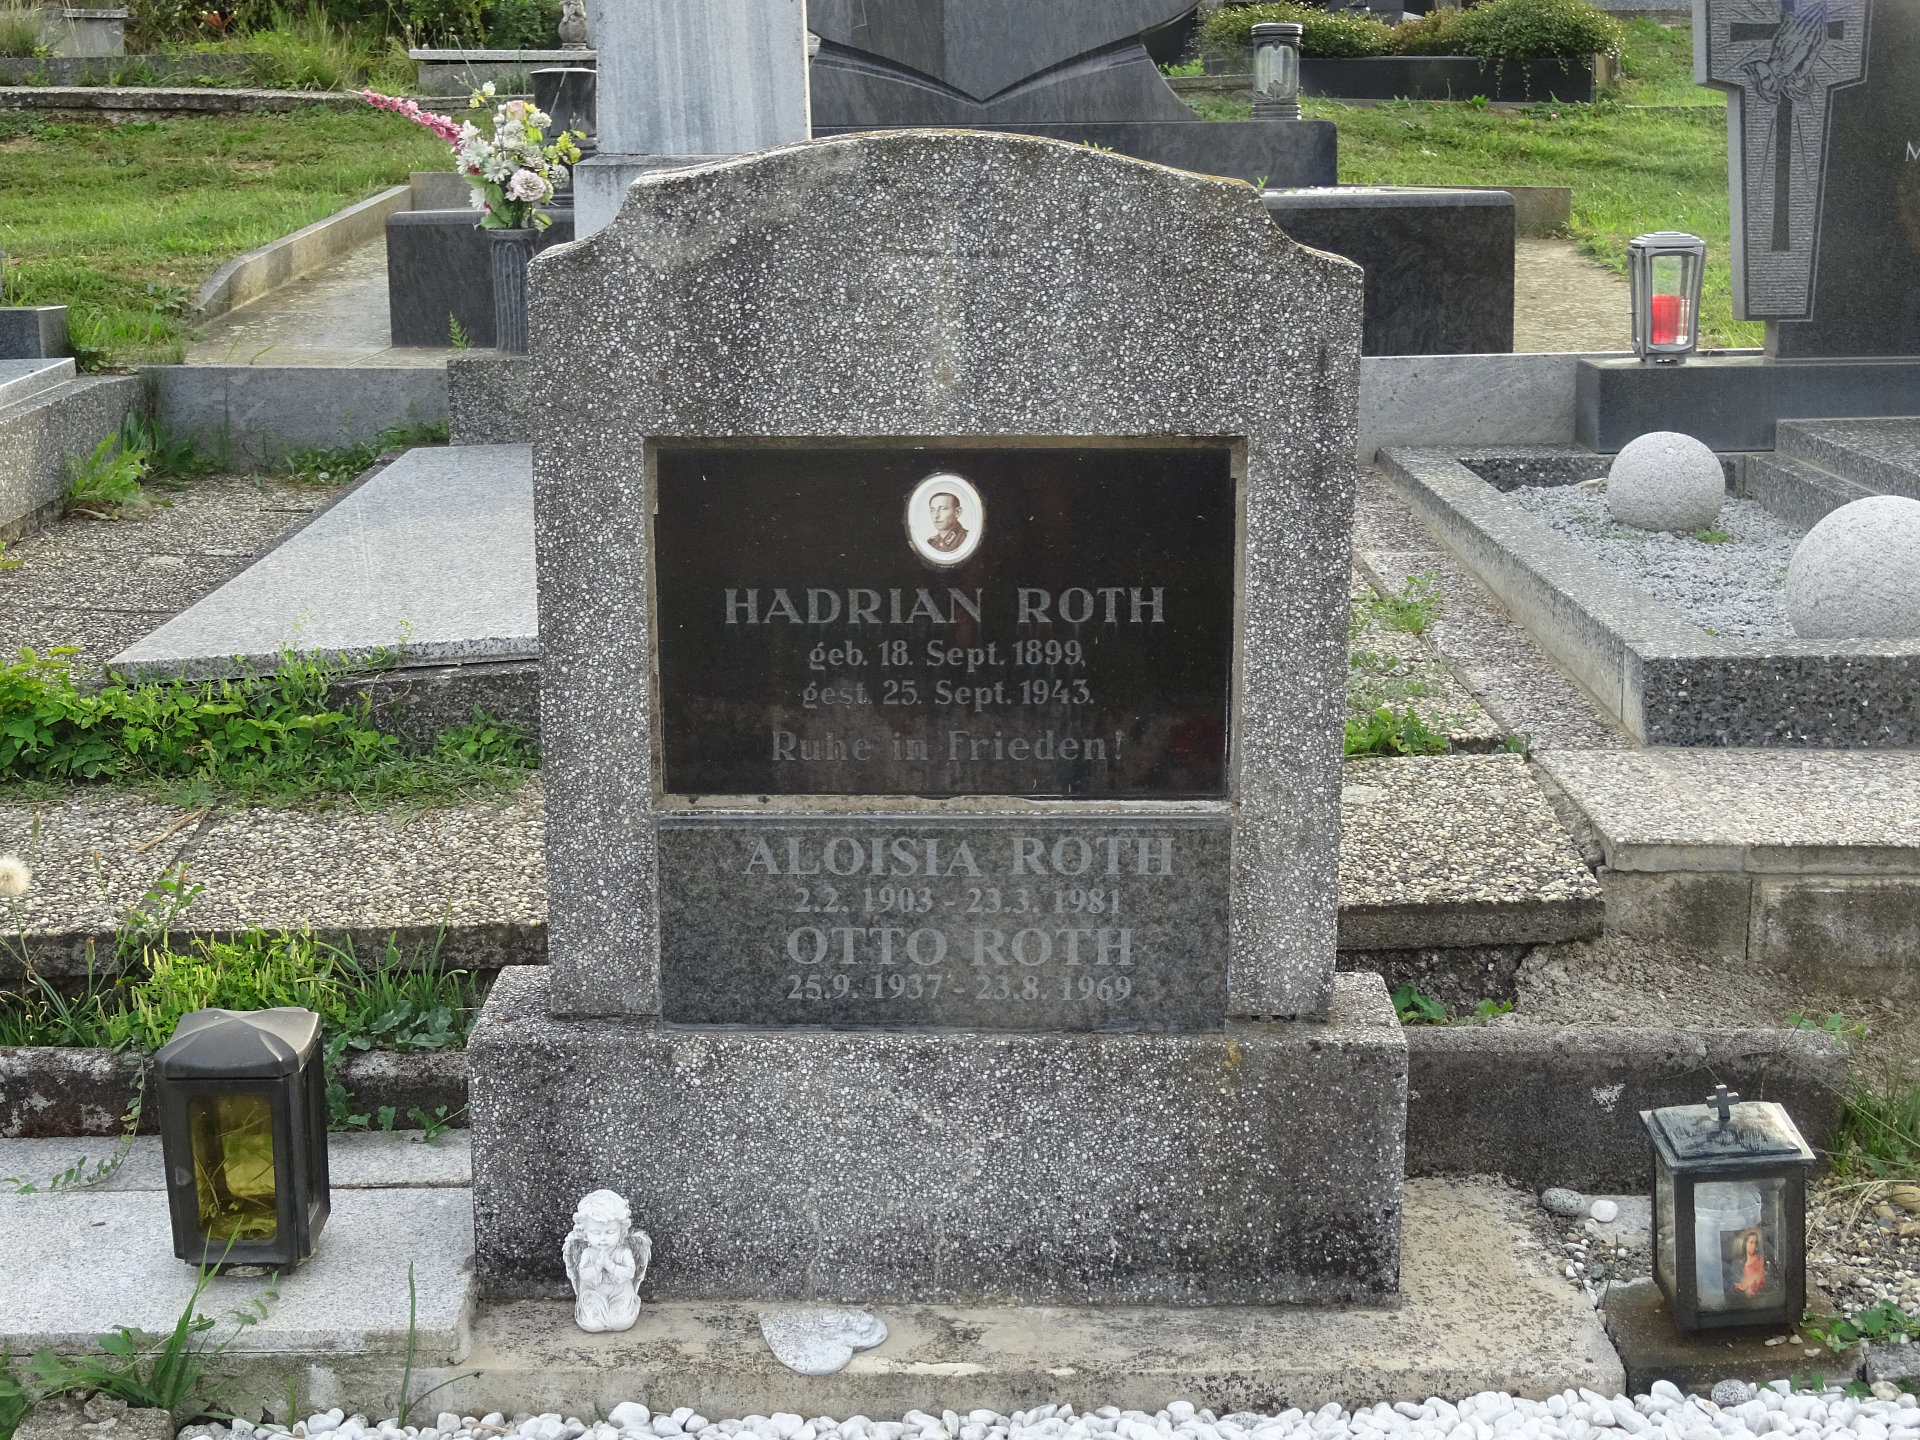 HADRIAN ROTH
geb. 18. Sept. 1899.
gest. 25. Sept. 1943.
Ruhe in Frieden!
ALOISIA ROTH
2.2. 1903 - 23.3. 1981
OTTO ROTH
25.9. 1937 - 23.8. 1969
M